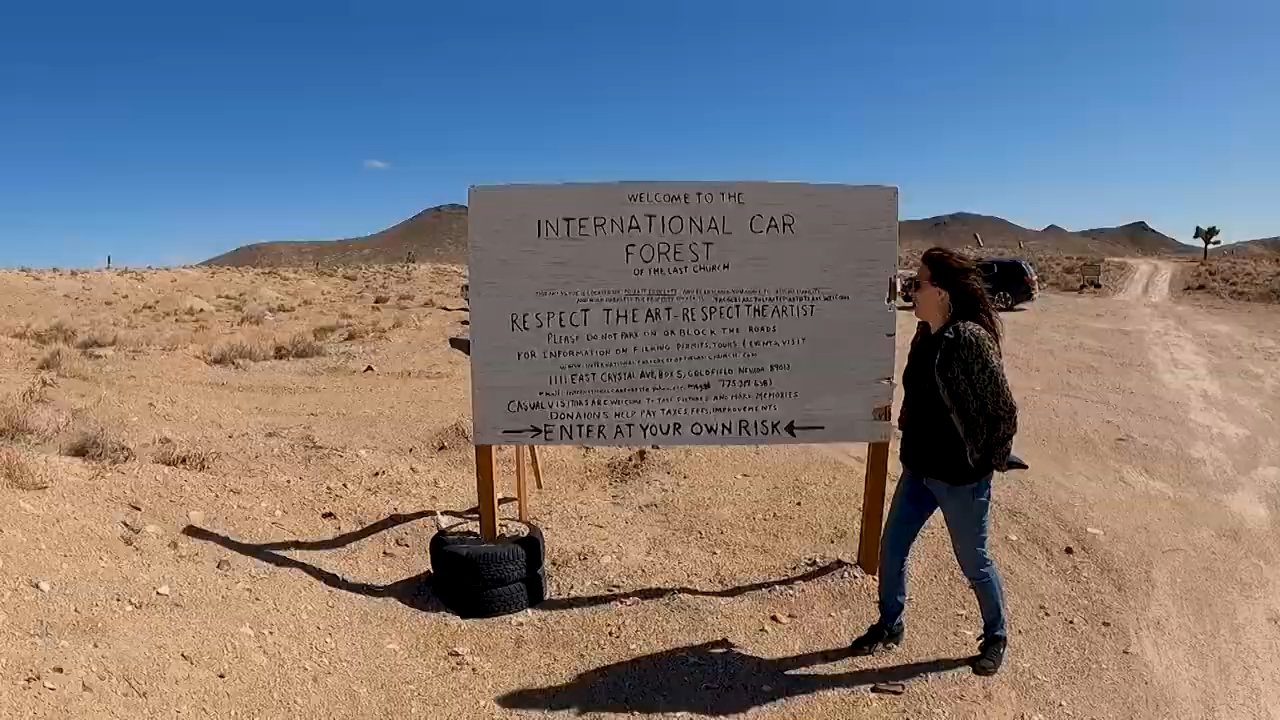 WELCOME TO THE
INTERNATIONAL CAR
FOREST
OF THE LAST CHURCH
RESPECT THE ART-RESPECT THE ARTIST
PLEASE DO NOT PARK ON OR BLOCK THE ROADS
FOR INFORMATION ON FILMING PERMITS, TOURS, EVENTS, VISIT
1111 EAST CRYSTAL AVE, BOX 5, GOLDFIELD NEVADA 89013
CASUAL VISITORS ARE WELCOME TO TAKE PICTURES AND MAKE MEMORIES
DONAIONS HELP PAY TAXES FEES, IMPROVEMENTS
→ENTER AT YOUR OWN RISK←